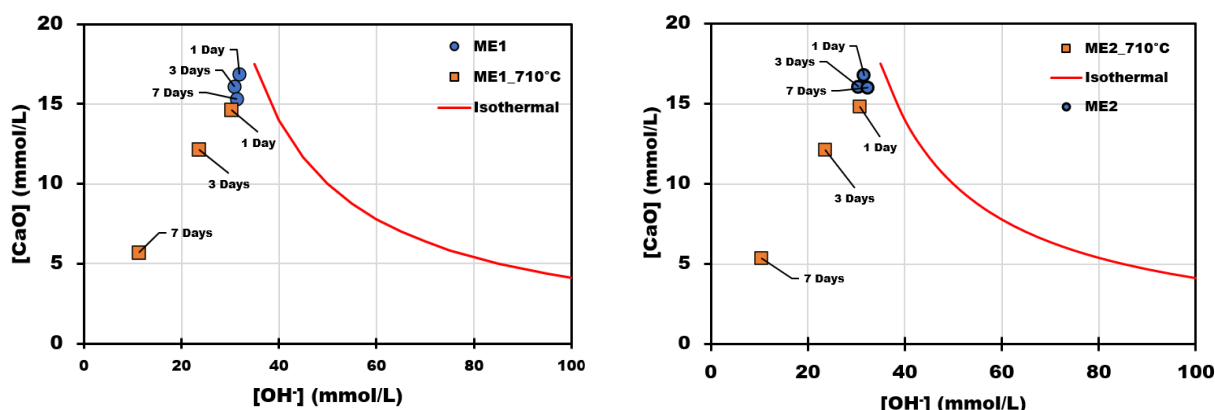 20
15
10
5
0
[CaO] (mmol/L)
1 Day
3 Days
7 Days
1 Day
3 Days
7 Days
ME1
ME1_710°C
Isothermal
0 20 40 60 80 100
[OH-] (mmol/L)
20
15
10
5
0
[CaO] (mmol/L)
1 Day
3 Days
7 Days
1 Day
3 Days
7 Days
ME2_710°C
Isothermal
ME2
0 20 40 60 80 100
[OH-] (mmol/L)